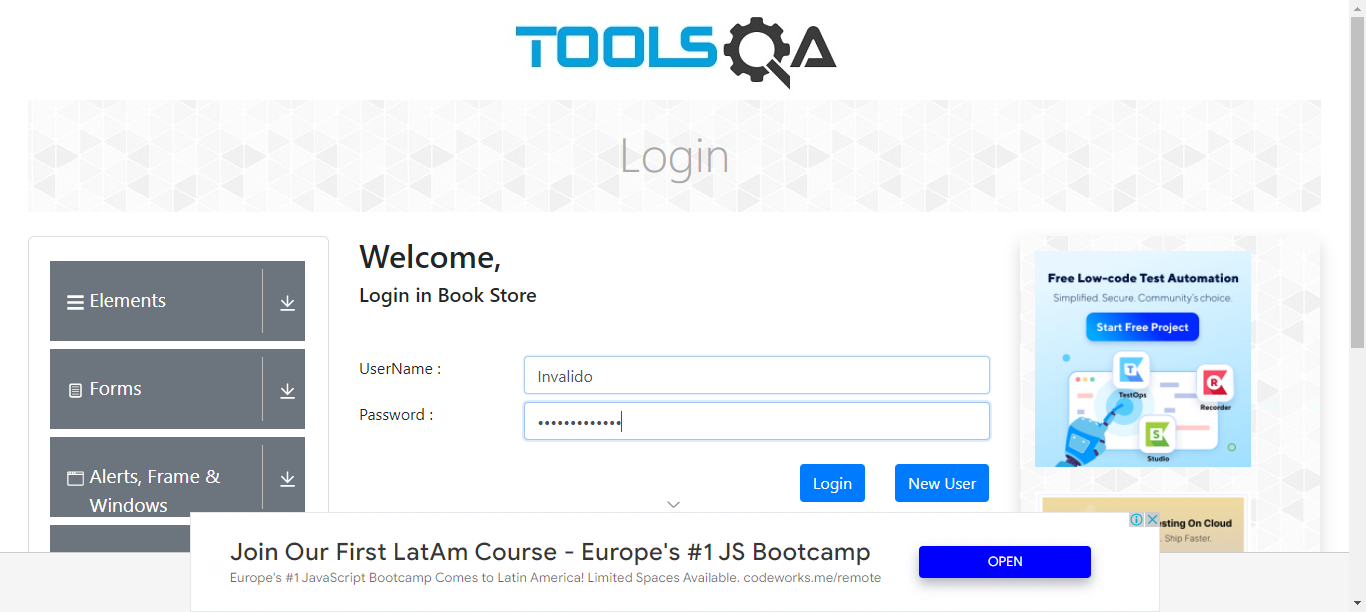 TOOLSQA
Login
Elements
Forms
Alerts, Frame &
Windows
Welcome,
Login in Book Store
UserName :
Invalido
Password :
•••••••••••••
Login
New User
Free Low-code Test Automation
Simplified. Secure. Community's choice.
Start Free Project
TestOps
Recorder
Studio
sting On Cloud
. Ship Faster.
Join Our First LatAm Course - Europe's #1 JS Bootcamp
Europe's #1 JavaScript Bootcamp Comes to Latin America! Limited Spaces Available. codeworks.me/remote
OPEN